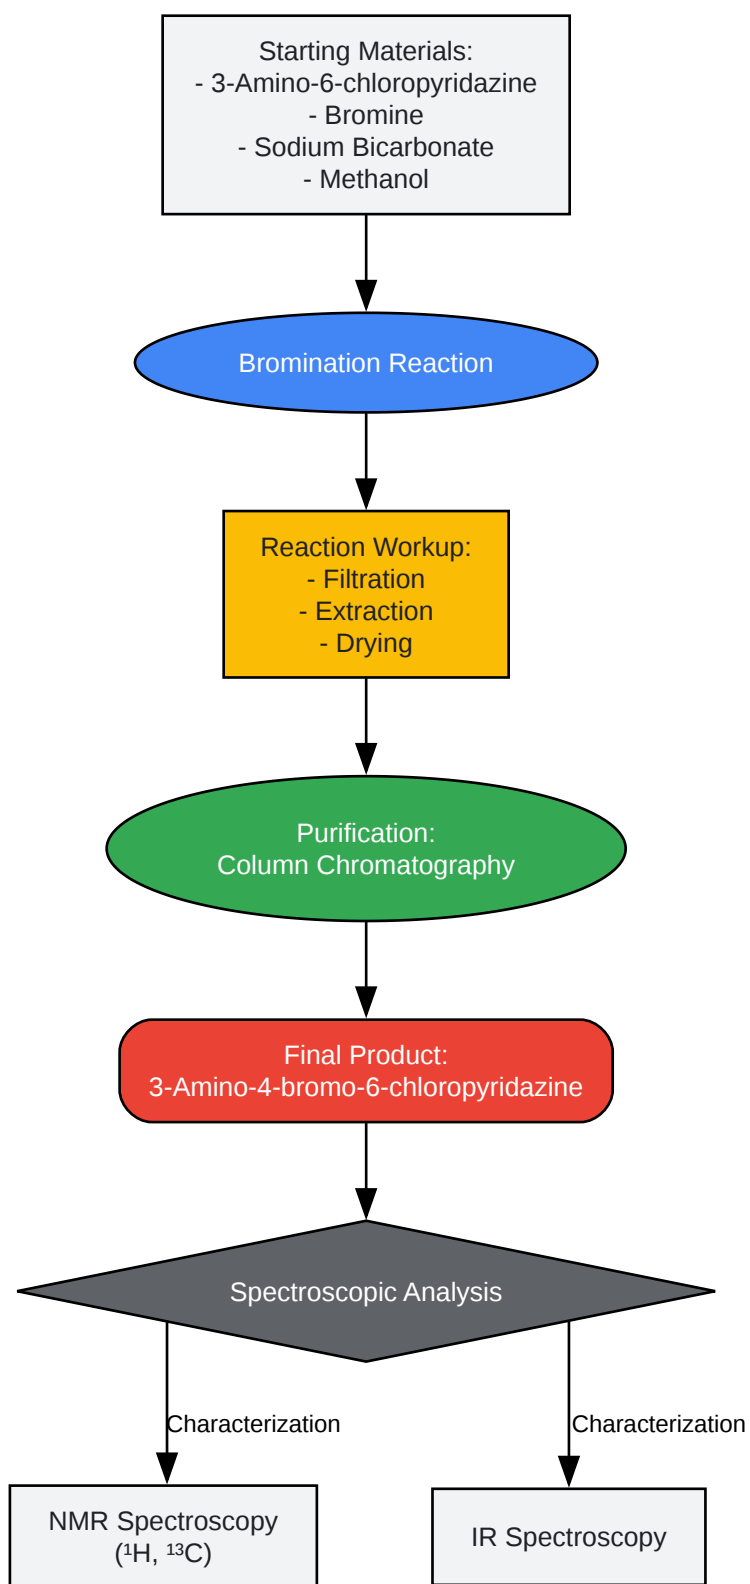 Starting Materials:
- 3-Amino-6-chloropyridazine
- Bromine
- Sodium Bicarbonate
- Methanol
Bromination Reaction
Reaction Workup:
- Filtration
- Extraction
- Drying
Purification:
Column Chromatography
Final Product:
3-Amino-4-bromo-6-chloropyridazine
Spectroscopic Analysis
Characterization
Characterization
NMR Spectroscopy
(¹H, ¹³C)
IR Spectroscopy